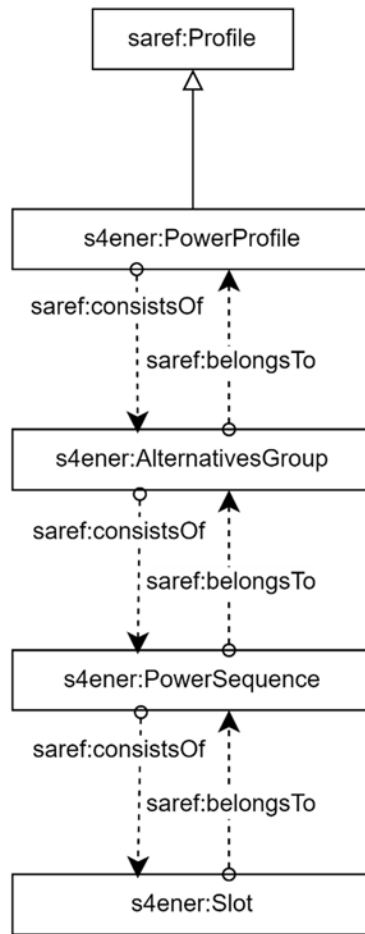 saref:Profile
s4ener:PowerProfile
saref:consistsOf
saref:belongsTo
s4ener:AlternativesGroup
saref:consistsOf
saref:belongsTo
s4ener:PowerSequence
saref:consistsOf
saref:belongsTo
s4ener:Slot